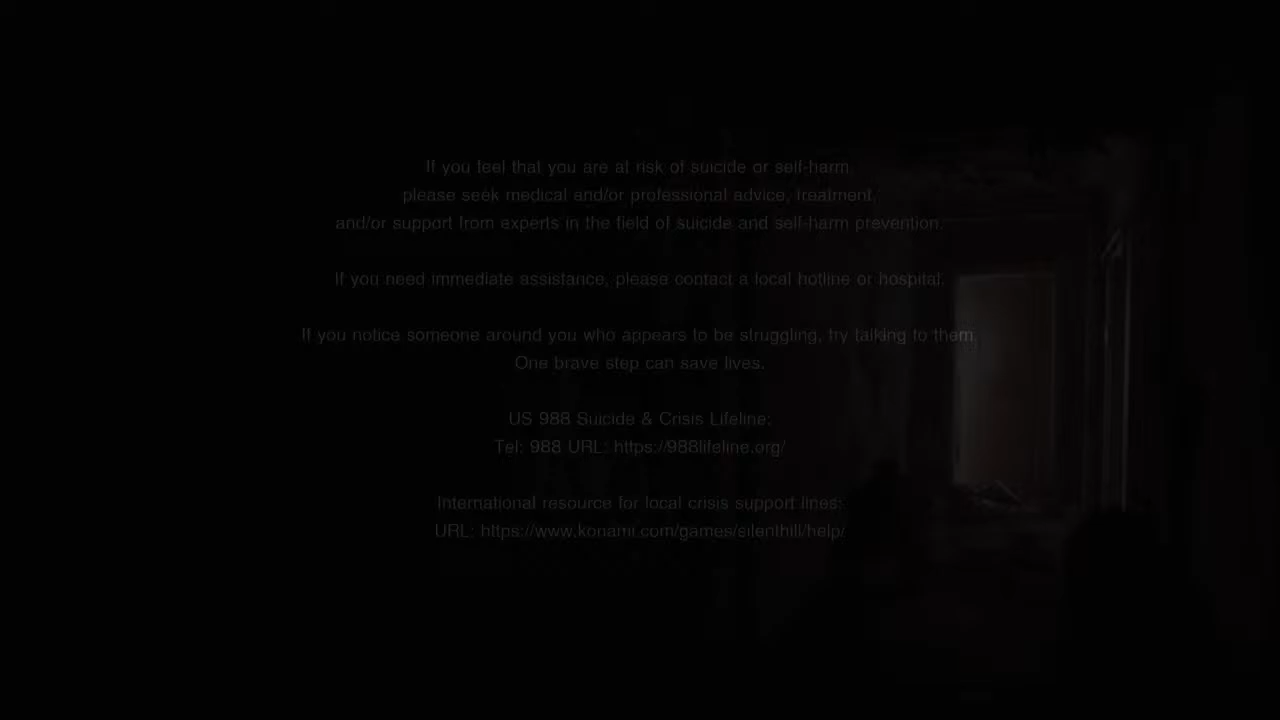 If you feel that you are at risk of suicide or self-harm,
please seek medical and/or professional advice, treatment,
and/or support from experts in the field of suicide and self-harm prevention.
If you need immediate assistance, please contact a local hotline or hospital.
If you notice someone around you who appears to be struggling, try talking to them.
One brave step can save lives.
US 988 Suicide & Crisis Lifeline:
Tel: 988 URL: https://988lifeline.org/
International resource for local crisis support lines:
URL: https://www.konami.com/games/silenthill/help/